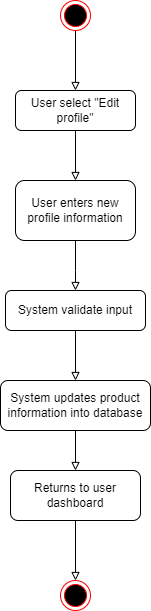 User select "Edit
profile"
User enters new
profile information
System validate input
System updates product
information into database
Returns to user
dashboard